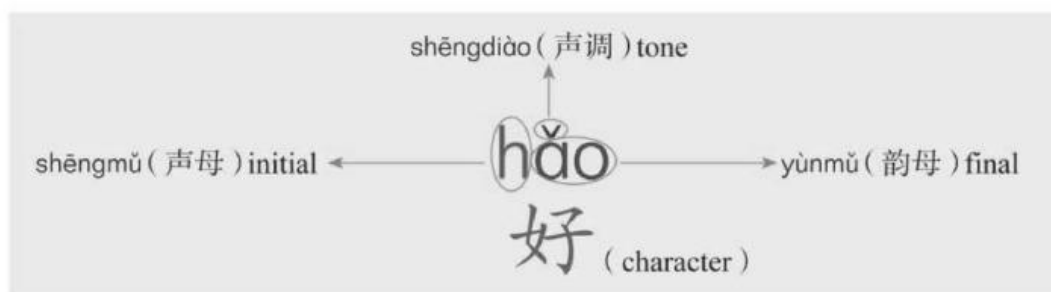 shēngdiào（声调）tone
shēngmǔ（声母）initial
hǎo
yùnmǔ（韵母）final
好（character）